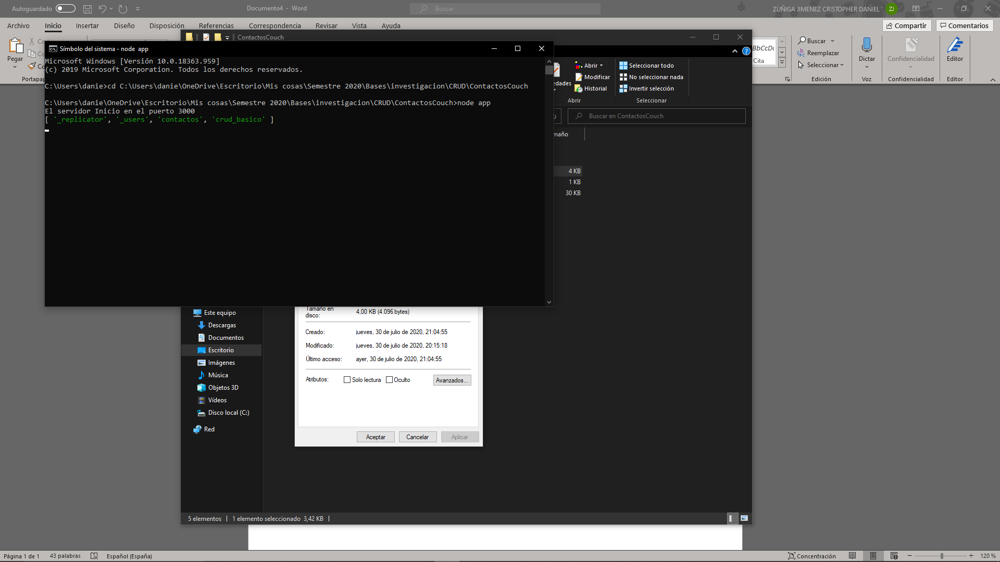 Autoguardado
Documento4 - Word
Buscar
ZUÑIGA JIMENEZ CRISTOPHER DANIEL
ZJ
Archivo
Inicio
Insertar
Diseño
Disposición
Referencias
Correspondencia
Revisar
Vista
Ayuda
Compartir
Comentarios
ContactosCouch
Pegar
Cita
Buscar
Reemplazar
Seleccionar
Edición
Dictar
Voz
Confidencialidad
Confidencialidad
Editor
Editor
Símbolo del sistema - node app
Microsoft Windows [Versión 10.0.18363.959]
(c) 2019 Microsoft Corporation. Todos los derechos reservados.
C:\Users\danie>cd C:\Users\danie\OneDrive\Escritorio\Mis cosas\Semestre 2020\Bases\investigacion\CRUD\ContactosCouch
C:\Users\danie\OneDrive\Escritorio\Mis cosas\Semestre 2020\Bases\investigacion\CRUD\ContactosCouch>node app
El servidor Inicio en el puerto 3000
[ '_replicator', '_users', 'contactos', 'crud_basico' ]
Abrir
Modificar
Historial
Abrir
Seleccionar todo
No seleccionar nada
Invertir selección
Seleccionar
Buscar en ContactosCouch
4 KB
1 KB
30 KB
Este equipo
Descargas
Documentos
Escritorio
Imágenes
Música
Objetos 3D
Vídeos
Disco local (C:)
Red
Tamaño en
disco:
4,00 KB (4.096 bytes)
Creado:
jueves, 30 de julio de 2020, 21:04:55
Modificado:
jueves, 30 de julio de 2020, 20:15:18
Último acceso:
ayer, 30 de julio de 2020, 21:04:55
Atributos:
Solo lectura
Oculto
Avanzados...
Aceptar
Cancelar
Aplicar
5 elementos
1 elemento seleccionado 3,42 KB
Página 1 de 1
43 palabras
Español (España)
Concentración
120 %